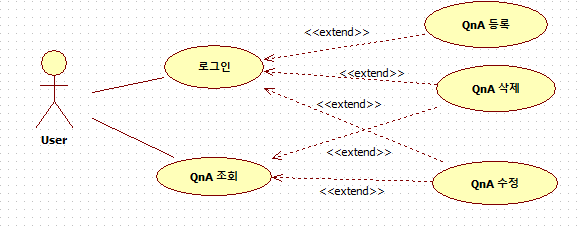 QnA 등록
<<extend>>
로그인
<<extend>>
QnA 삭제
<<extend>>
User
<<extend>>
QnA 조회
<<extend>>
QnA 수정